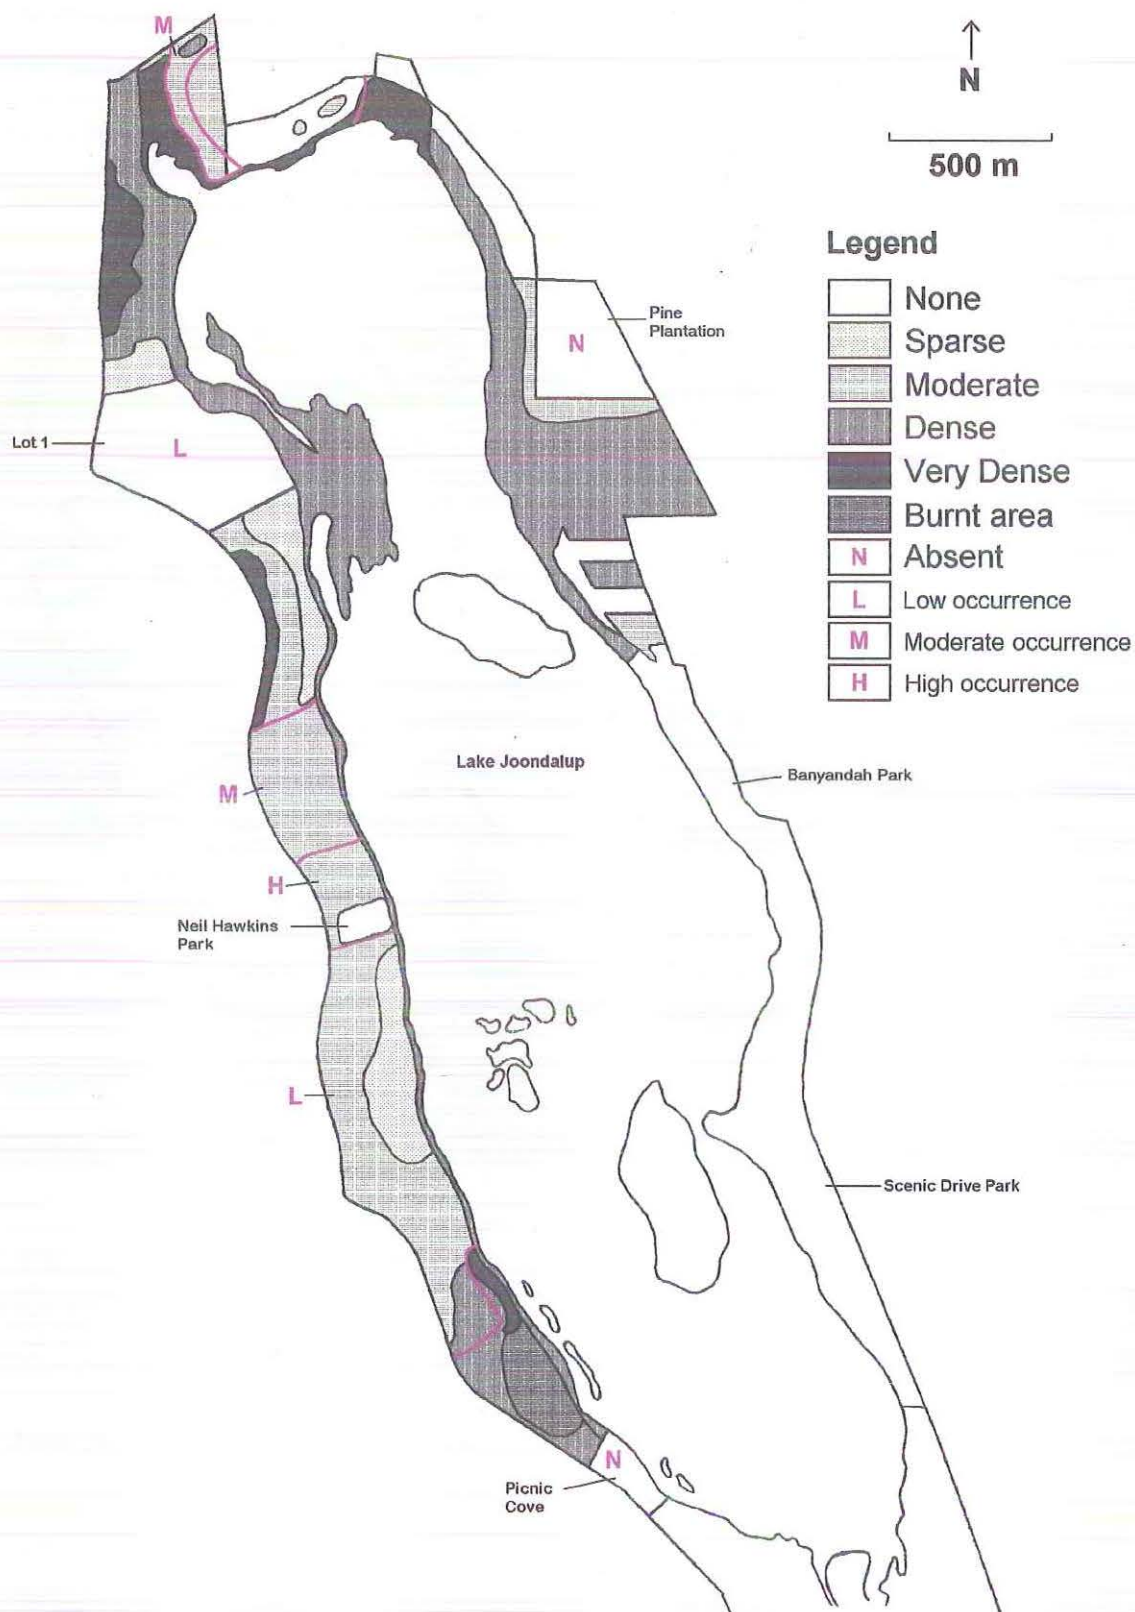 M
N
500 m
Legend
None
Sparse
Moderate
Dense
Very Dense
Burnt area
N
Absent
L
Low occurrence
M
Moderate occurrence
H
High occurrence
Pine
Plantation
N
Lot 1
L
Lake Joondalup
Banyandah Park
M
H
Neil Hawkins
Park
L
Scenic Drive Park
N
Picnic
Cove